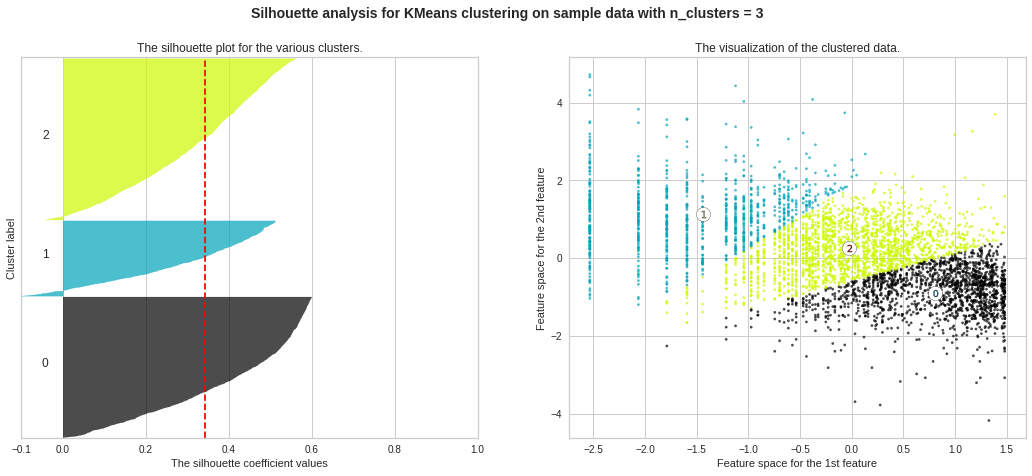 Silhouette analysis for KMeans clustering on sample data with n_clusters = 3
The silhouette plot for the various clusters.
Cluster label
2
1
0
−0.1 0.0 0.2 0.4 0.6 0.8 1.0
The silhouette coefficient values
The visualization of the clustered data.
Feature space for the 2nd feature
4
2
0
−2
−4
1
2
0
−2.5 −2.0 −1.5 −1.0 −0.5 0.0 0.5 1.0 1.5
Feature space for the 1st feature